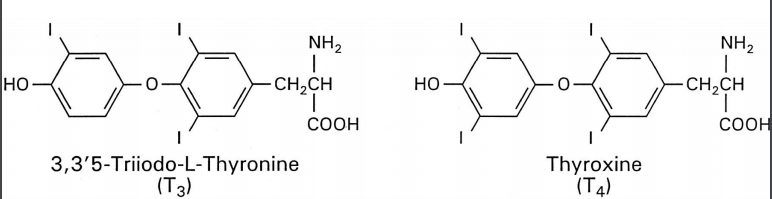 I I NH₂
HO O CH₂CH
I COOH
3,3′5-Triiodo-L-Thyronine
(T₃)
I I NH₂
HO O CH₂CH
I I COOH
Thyroxine
(T₄)